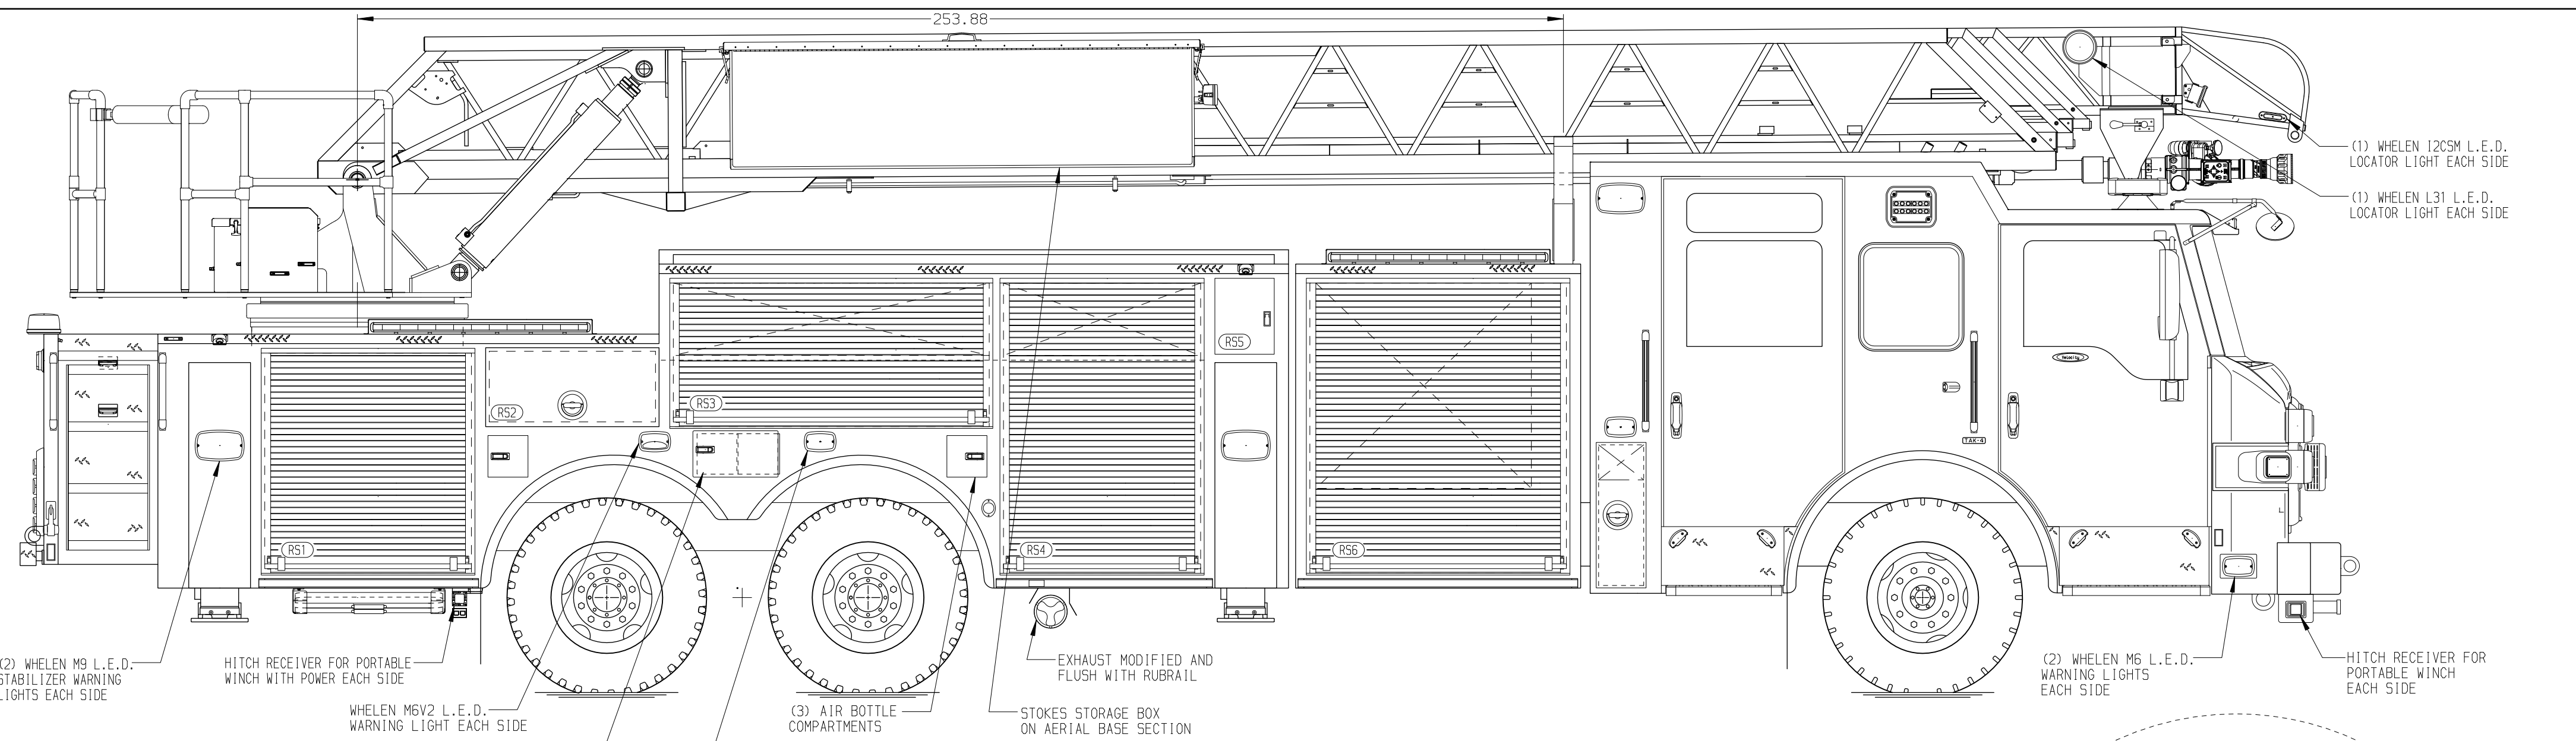 253.88
(1) WHELEN I2CSM L.E.D.
LOCATOR LIGHT EACH SIDE
(1) WHELEN L31 L.E.D.
LOCATOR LIGHT EACH SIDE
RS5
Velocity
RS2
RS3
TAK-4
RS1
RS4
RS6
(2) WHELEN M9 L.E.D.
STABILIZER WARNING
LIGHTS EACH SIDE
HITCH RECEIVER FOR PORTABLE
WINCH WITH POWER EACH SIDE
WHELEN M6V2 L.E.D.
WARNING LIGHT EACH SIDE
(3) AIR BOTTLE
COMPARTMENTS
EXHAUST MODIFIED AND
FLUSH WITH RUBRAIL
STOKES STORAGE BOX
ON AERIAL BASE SECTION
(2) WHELEN M6 L.E.D.
WARNING LIGHTS
EACH SIDE
HITCH RECEIVER FOR
PORTABLE WINCH
EACH SIDE